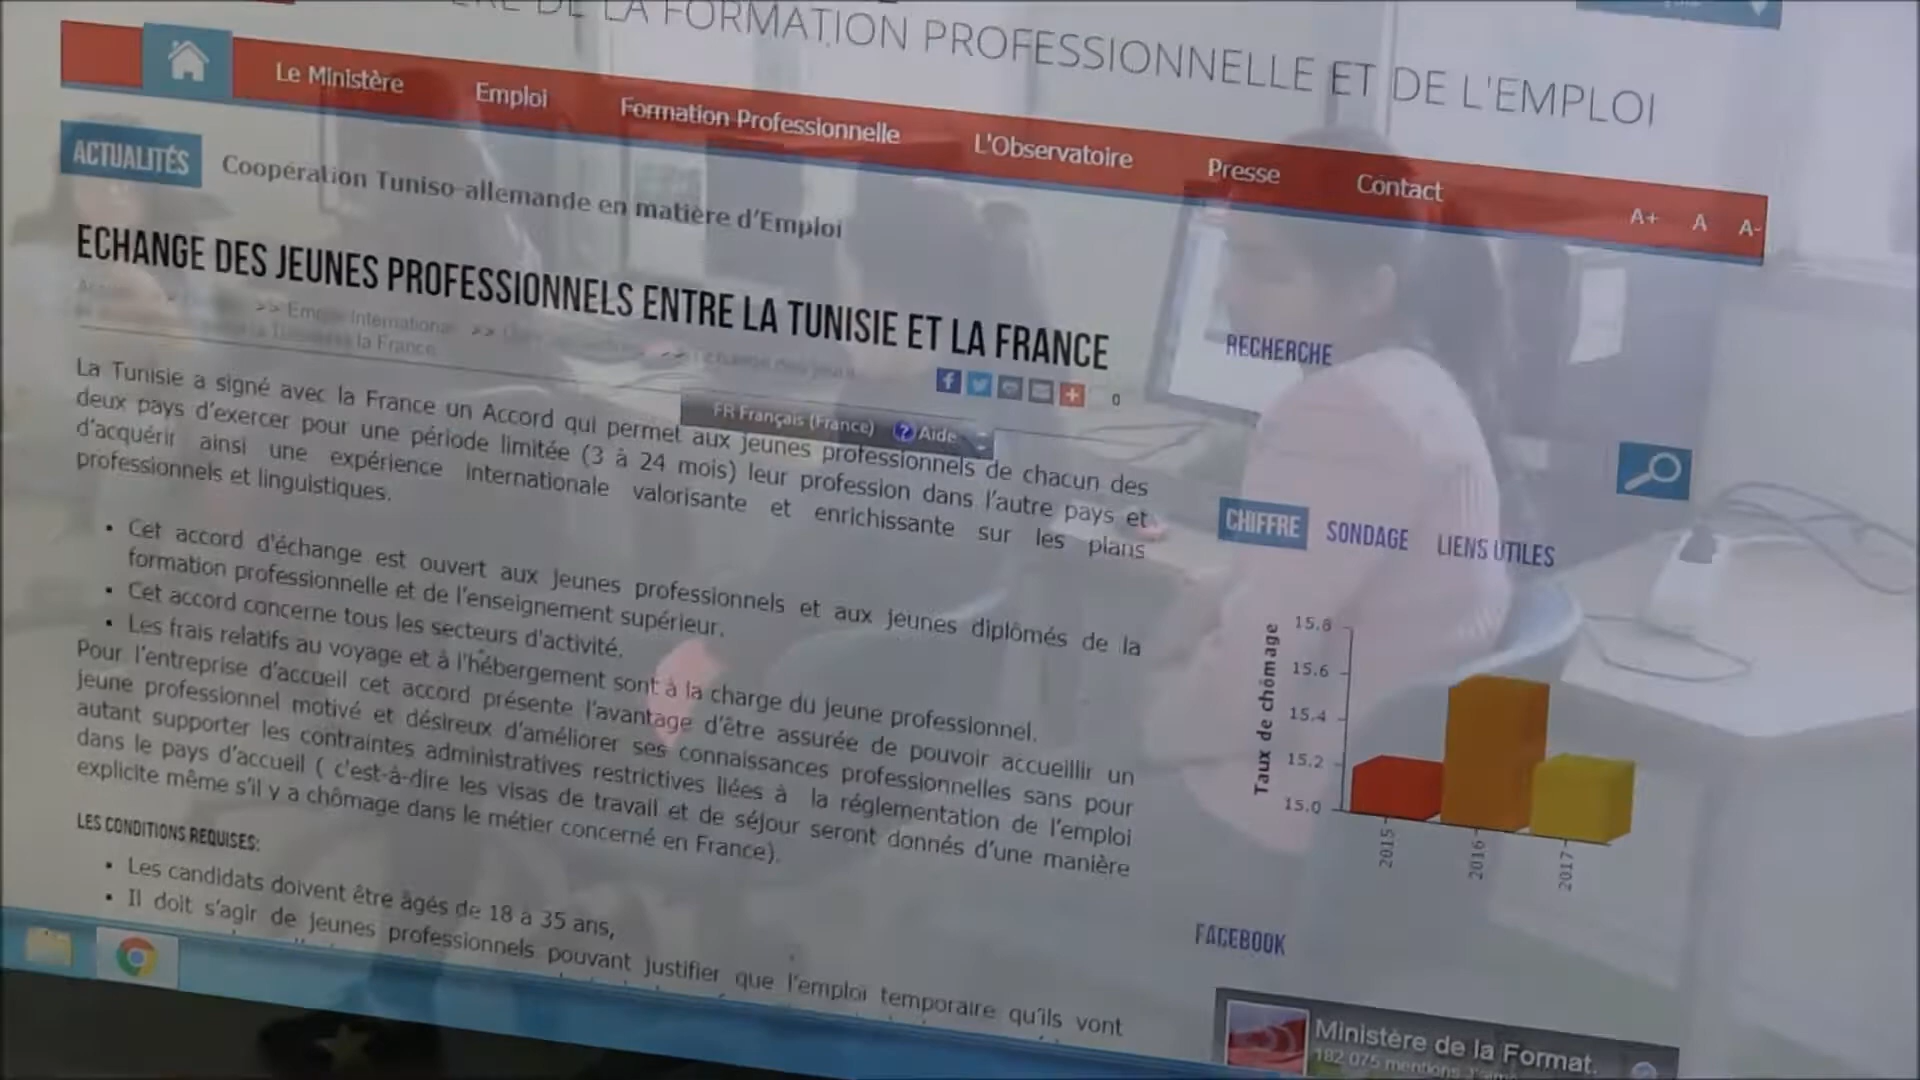 DE LA FORMATION PROFESSIONNELLE ET DE L'EMPLOI
Le Ministère Emploi Formation Professionnelle L'Observatoire Presse Contact A+ A A-
ACTUALITÉS Coopération Tuniso-allemande en matière d'Emploi
ECHANGE DES JEUNES PROFESSIONNELS ENTRE LA TUNISIE ET LA FRANCE
>> Emploi International >>
la France
0
FR Français (France) ? Aide
La Tunisie a signé avec la France un Accord qui permet aux jeunes professionnels de chacun des
deux pays d'exercer pour une période limitée (3 à 24 mois) leur profession dans l'autre pays et
d'acquérir ainsi une expérience internationale valorisante et enrichissante sur les plans
professionnels et linguistiques.
• Cet accord d'échange est ouvert aux jeunes professionnels et aux jeunes diplômés de la
formation professionnelle et de l'enseignement supérieur.
• Cet accord concerne tous les secteurs d'activité.
• Les frais relatifs au voyage et à l'hébergement sont à la charge du jeune professionnel.
Pour l'entreprise d'accueil cet accord présente l'avantage d'être assurée de pouvoir accueillir un
jeune professionnel motivé et désireux d'améliorer ses connaissances professionnelles sans pour
autant supporter les contraintes administratives restrictives liées à la réglementation de l'emploi
dans le pays d'accueil ( c'est-à-dire les visas de travail et de séjour seront donnés d'une manière
explicite même s'il y a chômage dans le métier concerné en France).
LES CONDITIONS REQUISES:
• Les candidats doivent être âgés de 18 à 35 ans,
• Il doit s'agir de jeunes professionnels pouvant justifier que l'emploi temporaire qu'ils vont
RECHERCHE
CHIFFRE SONDAGE LIENS UTILES
Taux de chômage
15.8
15.6
15.4
15.2
15.0
2015 2016 2017
FACEBOOK
Ministère de la Format.
182 075 mentions J'aime